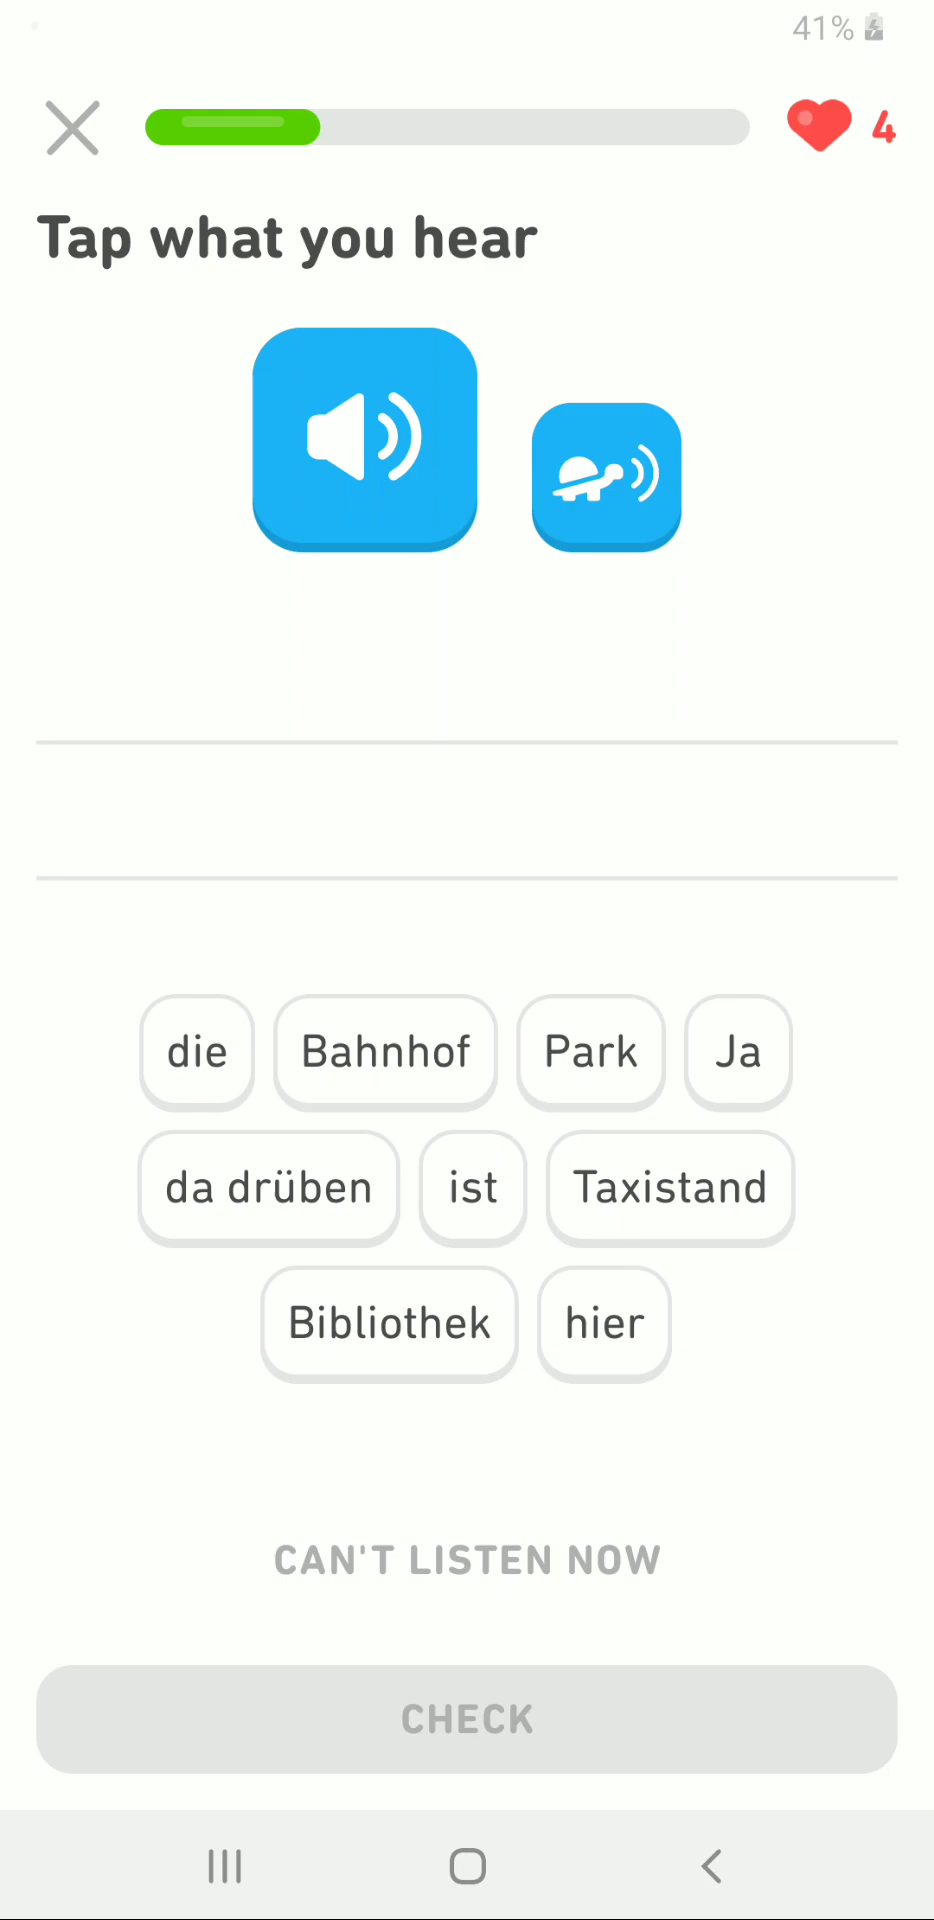 41%
4
Tap what you hear
die Bahnhof Park Ja
da drüben ist Taxistand
Bibliothek hier
CAN'T LISTEN NOW
CHECK